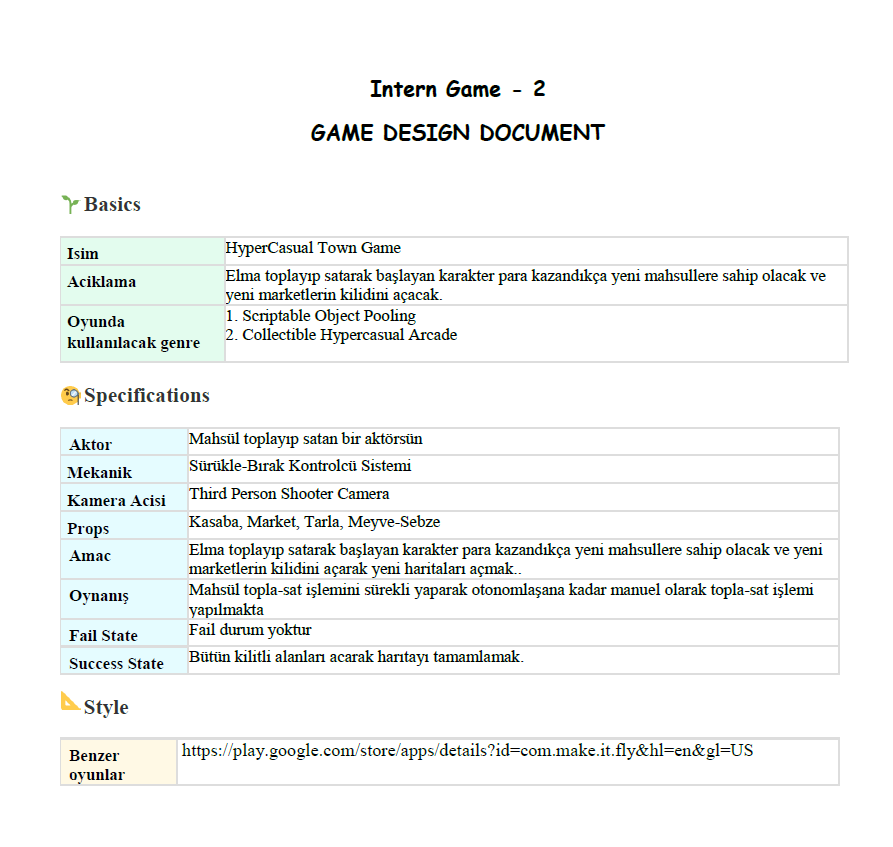 Intern Game - 2
GAME DESIGN DOCUMENT
Basics
Isim
HyperCasual Town Game
Aciklama
Elma toplayıp satarak başlayan karakter para kazandıkça yeni mahsullere sahip olacak ve
yeni marketlerin kilidini açacak.
Oyunda
kullanılacak genre
1. Scriptable Object Pooling
2. Collectible Hypercasual Arcade
Specifications
Aktor
Mahsül toplayıp satan bir aktörsün
Mekanik
Sürükle-Bırak Kontrolcü Sistemi
Kamera Acisi
Third Person Shooter Camera
Props
Kasaba, Market, Tarla, Meyve-Sebze
Amac
Elma toplayıp satarak başlayan karakter para kazandıkça yeni mahsullere sahip olacak ve yeni
marketlerin kilidini açarak yeni haritaları açmak..
Oynanış
Mahsül topla-sat işlemini sürekli yaparak otonomlaşana kadar manuel olarak topla-sat işlemi
yapılmakta
Fail State
Fail durum yoktur
Success State
Bütün kilitli alanları acarak harıtayı tamamlamak.
Style
Benzer
oyunlar
https://play.google.com/store/apps/details?id=com.make.it.fly&hl=en&gl=US